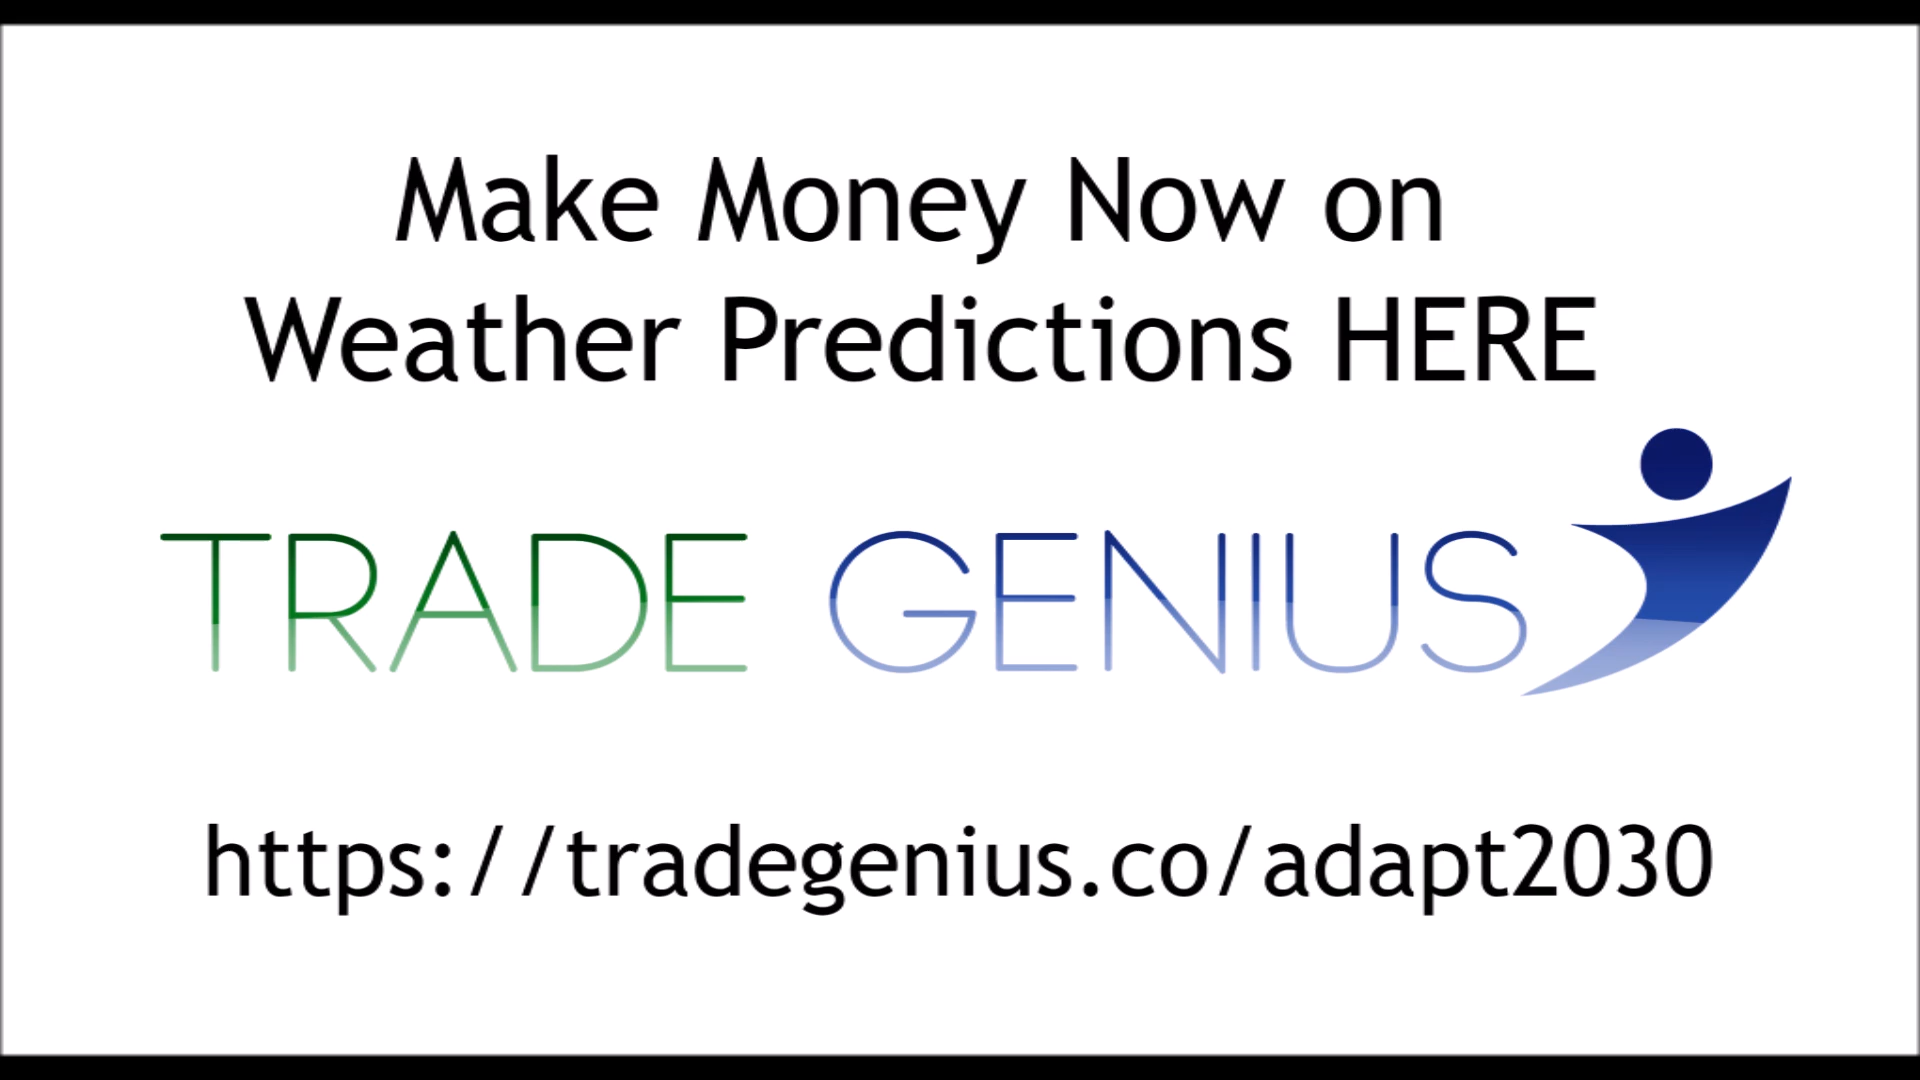 Make Money Now on
Weather Predictions HERE
TRADE GENIUS
https://tradegenius.co/adapt2030